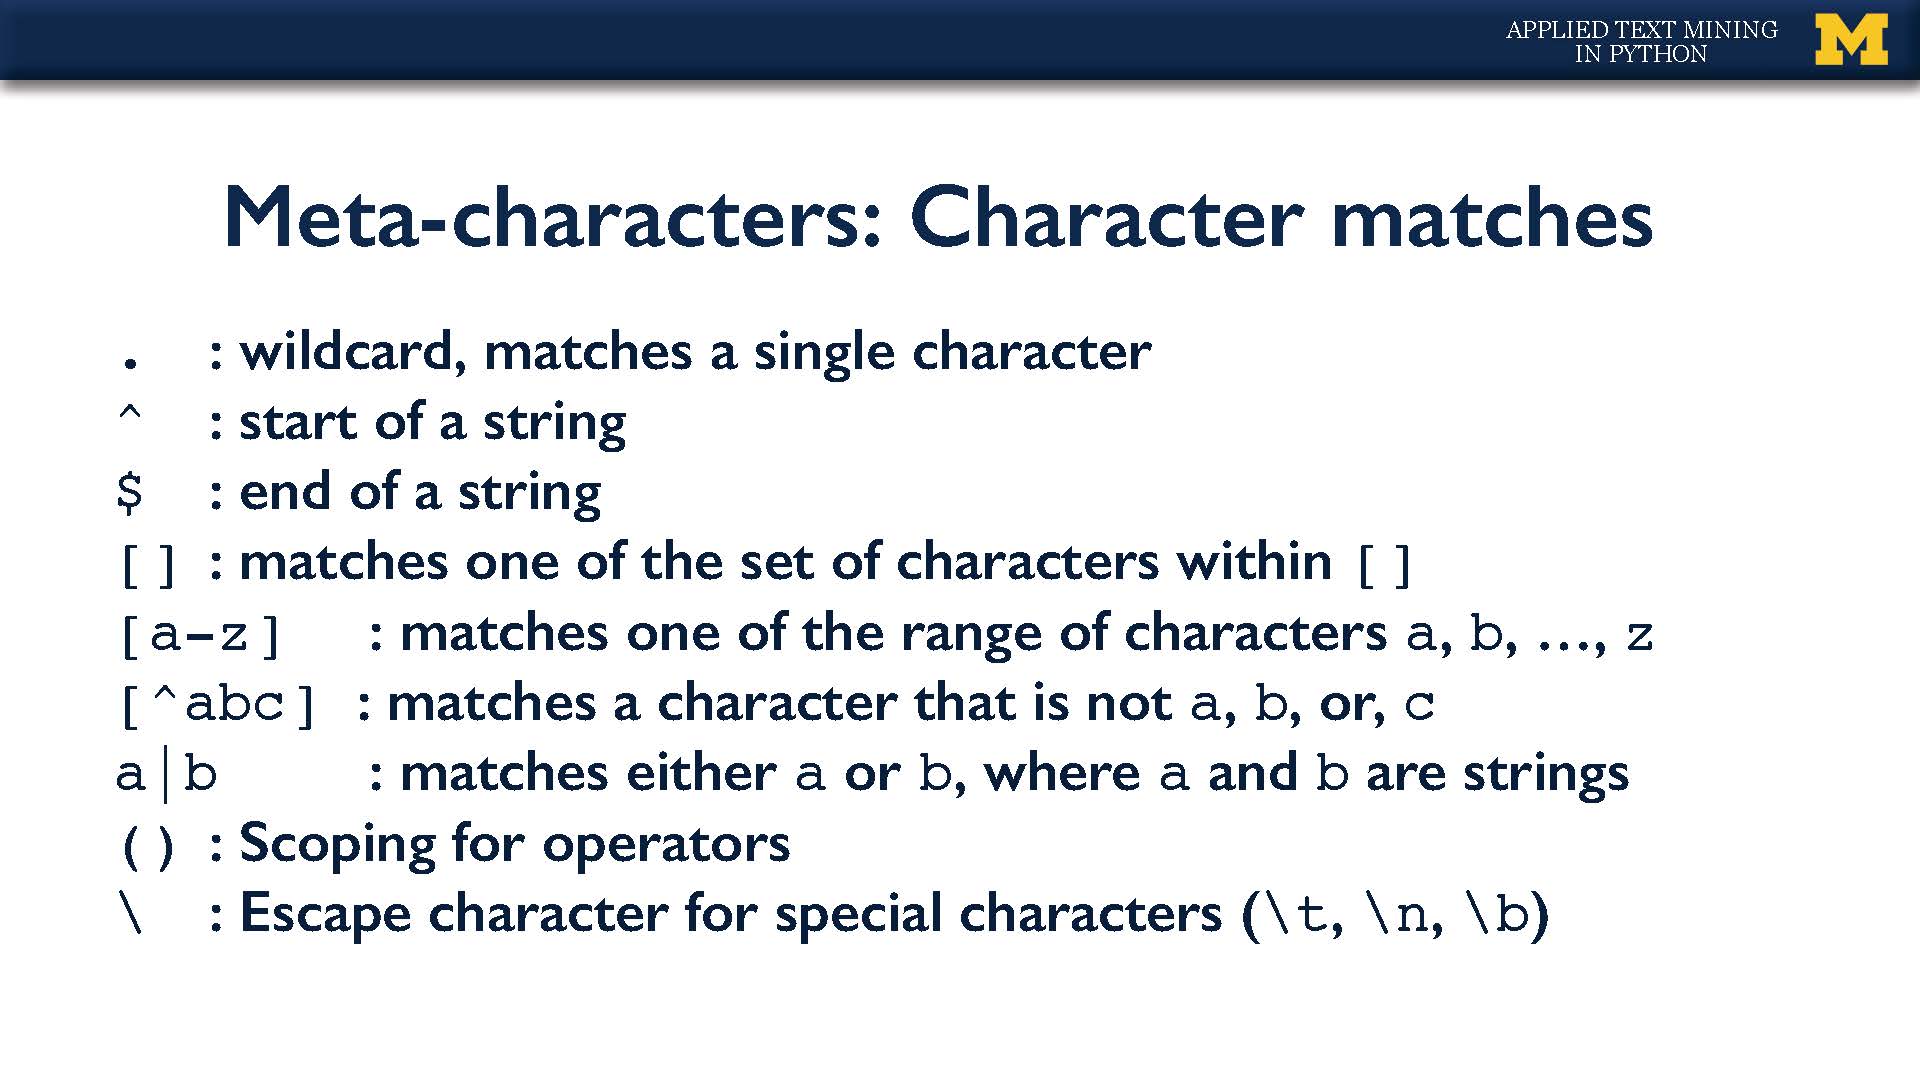 APPLIED TEXT MINING
IN PYTHON
M
Meta-characters: Character matches
. : wildcard, matches a single character
^ : start of a string
$ : end of a string
[] : matches one of the set of characters within []
[a-z] : matches one of the range of characters a, b, …, z
[^abc] : matches a character that is not a, b, or, c
a|b : matches either a or b, where a and b are strings
() : Scoping for operators
\ : Escape character for special characters (\t, \n, \b)